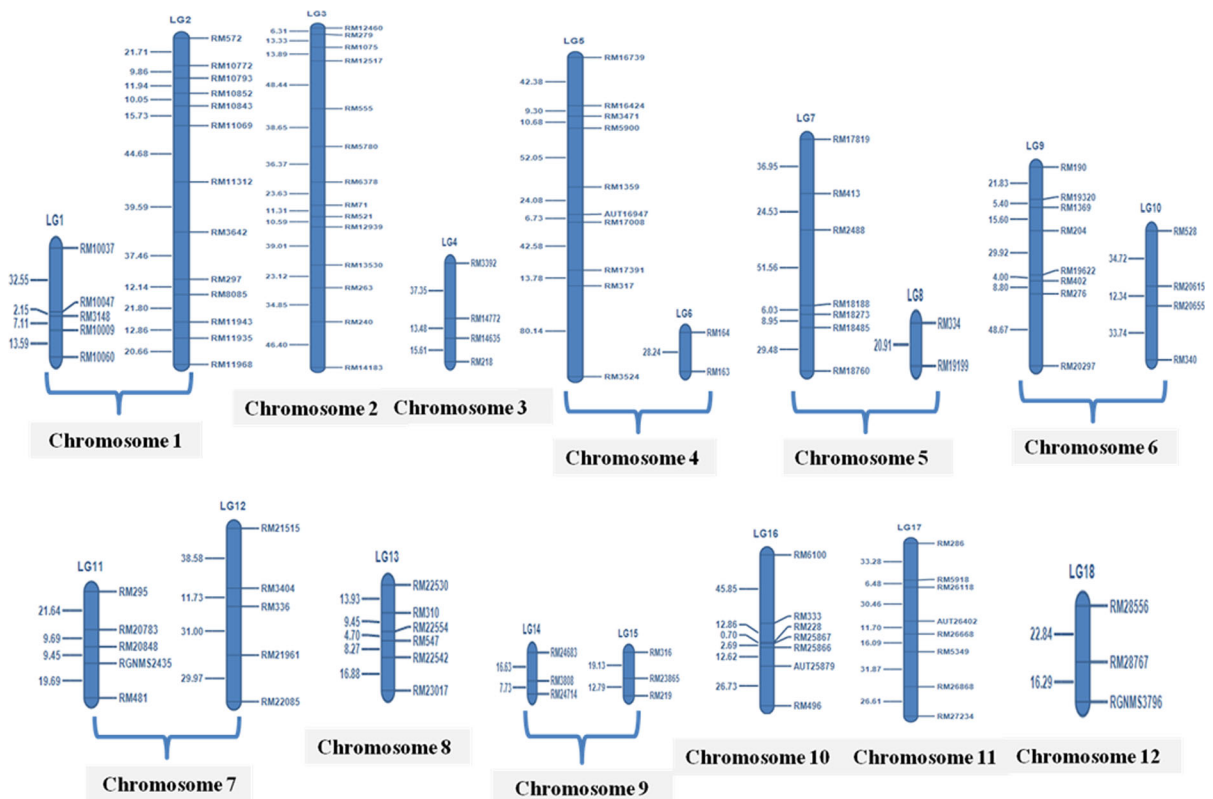 LG1
32.55
2.15
7.11
13.59
RM10037
RM10047
RM3148
RM10009
RM10060
LG2
21.71
9.86
11.94
10.05
15.73
44.68
39.59
37.46
12.14
21.80
12.86
20.66
RM572
RM10772
RM10793
RM10852
RM10843
RM11069
RM11312
RM3642
RM297
RM8085
RM11943
RM11935
RM11968
Chromosome 1
LG3
6.31
13.33
13.89
48.44
38.65
36.37
23.63
11.31
10.59
39.01
23.12
34.85
46.40
RM12460
RM279
RM1075
RM12517
RM555
RM5780
RM6378
RM71
RM521
RM12939
RM13530
RM263
RM240
RM14183
Chromosome 2
LG4
37.35
13.48
15.61
RM3392
RM14772
RM14635
RM218
Chromosome 3
LG5
42.38
9.30
10.68
52.05
24.08
6.73
42.58
13.78
80.14
RM16739
RM16424
RM3471
RM5900
RM1359
AUT16947
RM17008
RM17391
RM317
RM3524
LG6
28.24
RM164
RM163
Chromosome 4
LG7
36.95
24.53
51.56
6.03
8.95
29.48
RM17819
RM413
RM2488
RM18188
RM18273
RM18485
RM18760
LG8
20.91
RM334
RM19199
Chromosome 5
LG9
21.83
5.40
15.60
29.92
4.00
8.80
48.67
RM190
RM19320
RM1369
RM204
RM19622
RM402
RM276
RM20297
LG10
34.72
12.34
33.74
RM528
RM20615
RM20655
RM340
Chromosome 6
LG11
21.64
9.69
9.45
19.69
RM295
RM20783
RM20848
RGNMS2435
RM481
LG12
38.58
11.73
31.00
29.97
RM21515
RM3404
RM336
RM21961
RM22085
Chromosome 7
LG13
13.93
9.45
4.70
8.27
16.88
RM22530
RM310
RM22554
RM547
RM22542
RM23017
Chromosome 8
LG14
16.63
7.73
RM24683
RM3808
RM24714
LG15
19.13
12.79
RM316
RM23865
RM219
Chromosome 9
LG16
45.85
12.86
0.70
2.69
12.62
26.73
RM6100
RM333
RM228
RM25867
RM25866
AUT25879
RM496
Chromosome 10
LG17
33.28
6.48
30.46
11.70
16.09
31.87
26.61
RM286
RM5918
RM26118
AUT26402
RM26668
RM5349
RM26868
RM27234
Chromosome 11
LG18
22.84
16.29
RM28556
RM28767
RGNMS3796
Chromosome 12